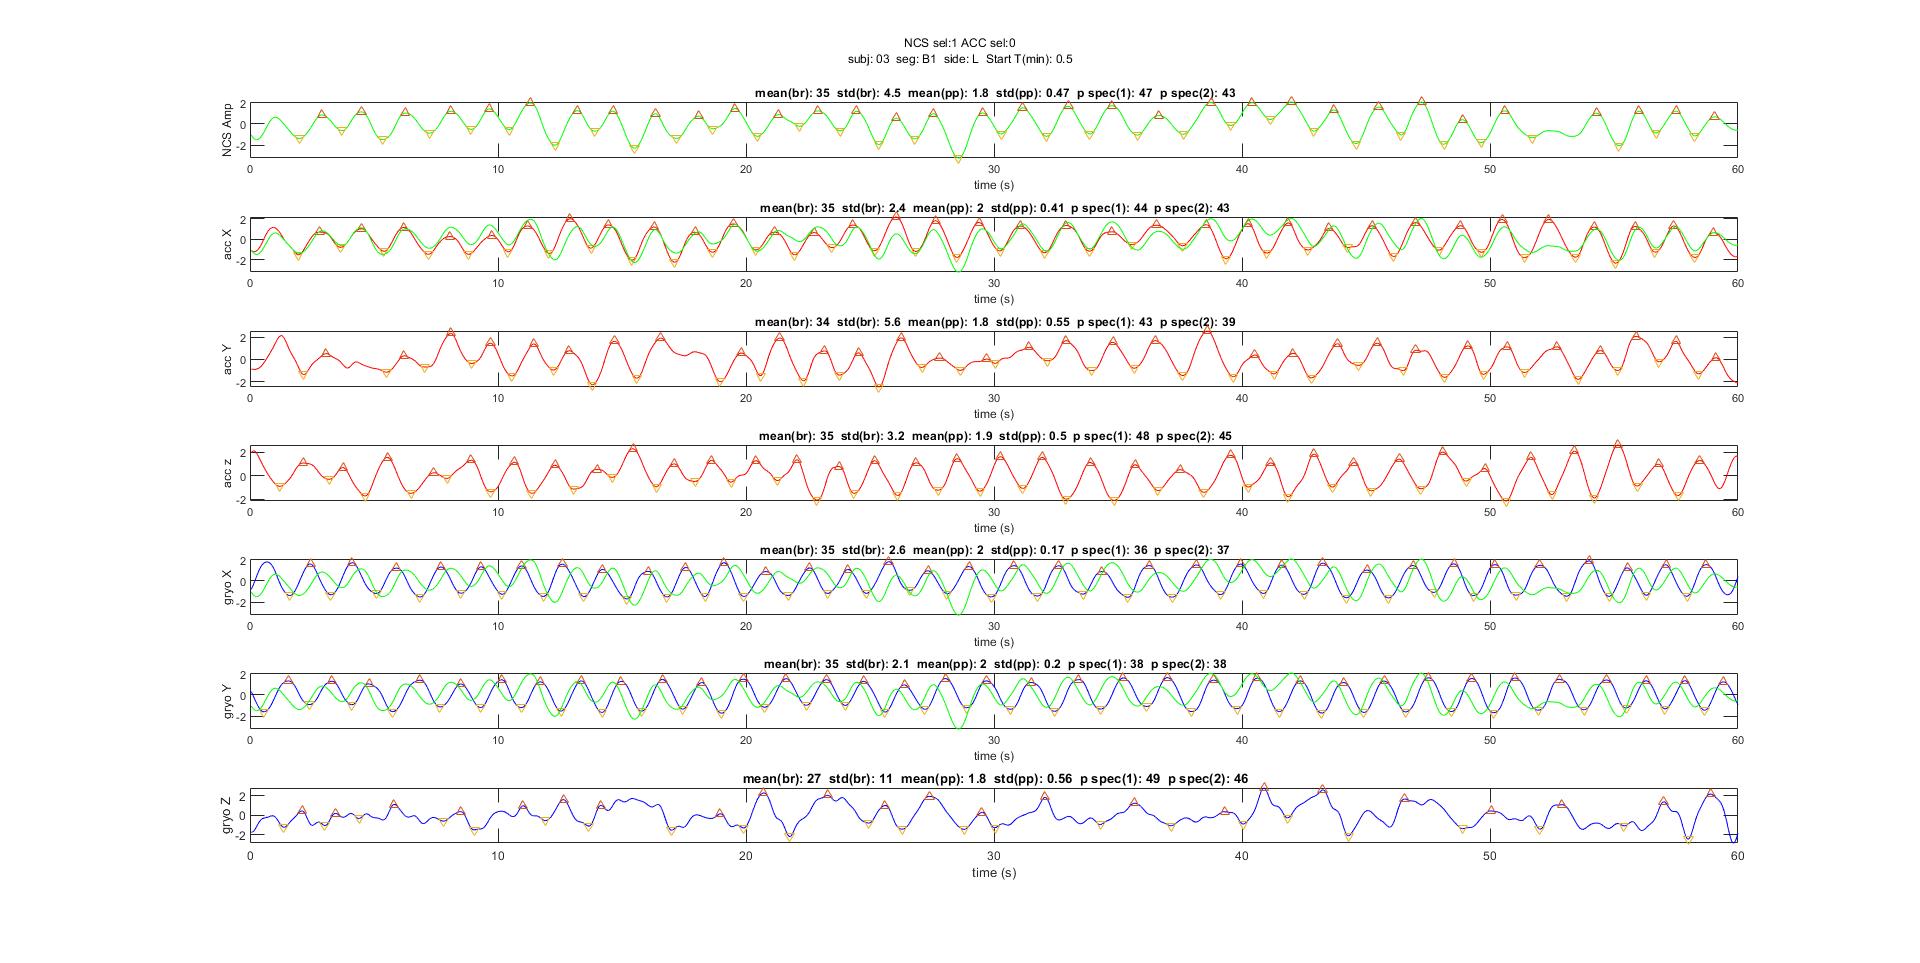 NCS sel:1 ACC sel:0
subj: 03 seg: B1 side: L Start T(min): 0.5
mean(br): 35 std(br): 4.5 mean(pp): 1.8 std(pp): 0.47 p spec(1): 47 p spec(2): 43
NCS Amp
2
0
-2
0 10 20 30 40 50 60
time (s)
mean(br): 35 std(br): 2.4 mean(pp): 2 std(pp): 0.41 p spec(1): 44 p spec(2): 43
acc X
2
0
-2
0 10 20 30 40 50 60
time (s)
mean(br): 34 std(br): 5.6 mean(pp): 1.8 std(pp): 0.55 p spec(1): 43 p spec(2): 39
acc Y
2
0
-2
0 10 20 30 40 50 60
time (s)
mean(br): 35 std(br): 3.2 mean(pp): 1.9 std(pp): 0.5 p spec(1): 48 p spec(2): 45
acc z
2
0
-2
0 10 20 30 40 50 60
time (s)
mean(br): 35 std(br): 2.6 mean(pp): 2 std(pp): 0.17 p spec(1): 36 p spec(2): 37
gryo X
2
0
-2
0 10 20 30 40 50 60
time (s)
mean(br): 35 std(br): 2.1 mean(pp): 2 std(pp): 0.2 p spec(1): 38 p spec(2): 38
gryo Y
2
0
-2
0 10 20 30 40 50 60
time (s)
mean(br): 27 std(br): 11 mean(pp): 1.8 std(pp): 0.56 p spec(1): 49 p spec(2): 46
gryo Z
2
0
-2
0 10 20 30 40 50 60
time (s)